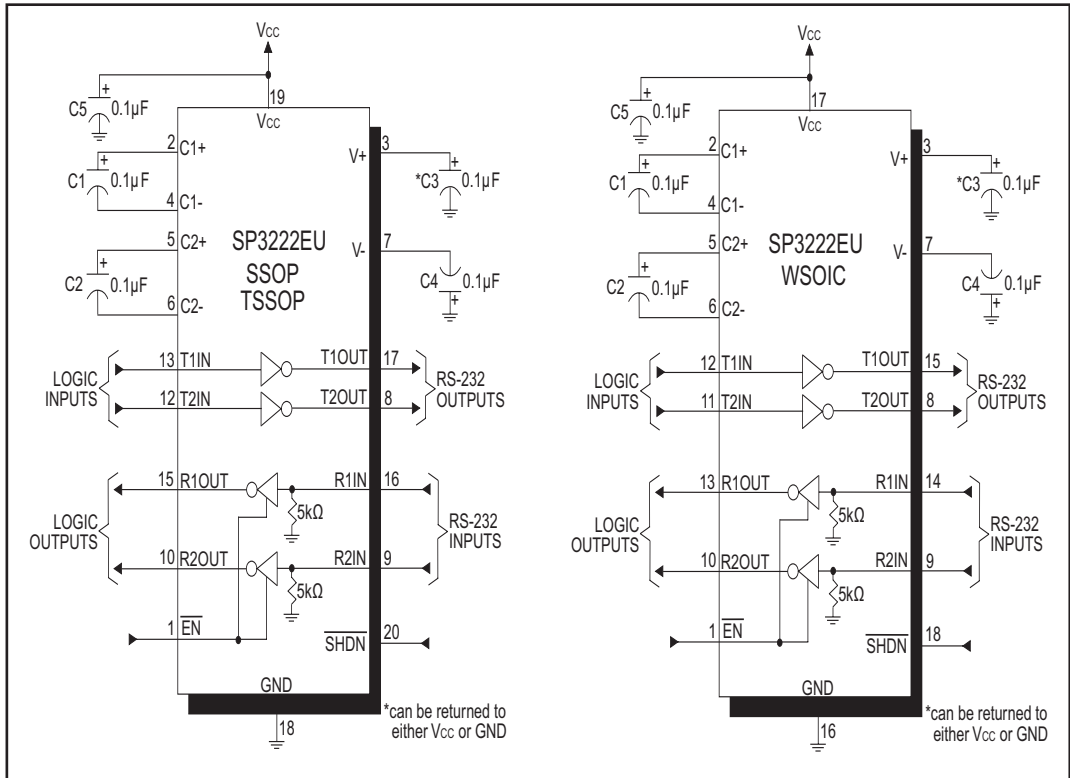 VCC
19
C5
+
0.1µF
VCC
2
C1+
+
C1
0.1µF
4
C1-
5
C2+
+
C2
0.1µF
6
C2-
V+
3
+
*C3
0.1µF
SP3222EU
SSOP
TSSOP
V-
7
C4
0.1µF
+
LOGIC
INPUTS
13
T1IN
T1OUT
17
12
T2IN
T2OUT
8
RS-232
OUTPUTS
LOGIC
OUTPUTS
15
R1OUT
R1IN
16
5kΩ
10
R2OUT
R2IN
9
5kΩ
RS-232
INPUTS
1
EN
SHDN
20
GND
18
*can be returned to
either VCC or GND
VCC
17
C5
+
0.1µF
VCC
2
C1+
+
C1
0.1µF
4
C1-
5
C2+
+
C2
0.1µF
6
C2-
V+
3
+
*C3
0.1µF
SP3222EU
WSOIC
V-
7
C4
0.1µF
+
LOGIC
INPUTS
12
T1IN
T1OUT
15
11
T2IN
T2OUT
8
RS-232
OUTPUTS
LOGIC
OUTPUTS
13
R1OUT
R1IN
14
5kΩ
10
R2OUT
R2IN
9
5kΩ
RS-232
INPUTS
1
EN
SHDN
18
GND
16
*can be returned to
either VCC or GND